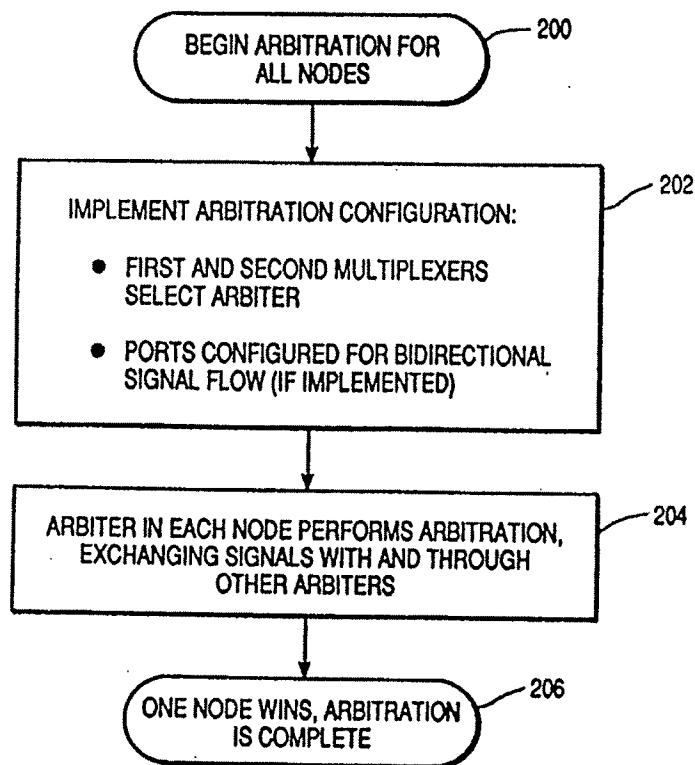 BEGIN ARBITRATION FOR
ALL NODES
200
202
IMPLEMENT ARBITRATION CONFIGURATION:
• FIRST AND SECOND MULTIPLEXERS
SELECT ARBITER
• PORTS CONFIGURED FOR BIDIRECTIONAL
SIGNAL FLOW (IF IMPLEMENTED)
204
ARBITER IN EACH NODE PERFORMS ARBITRATION,
EXCHANGING SIGNALS WITH AND THROUGH
OTHER ARBITERS
206
ONE NODE WINS, ARBITRATION
IS COMPLETE